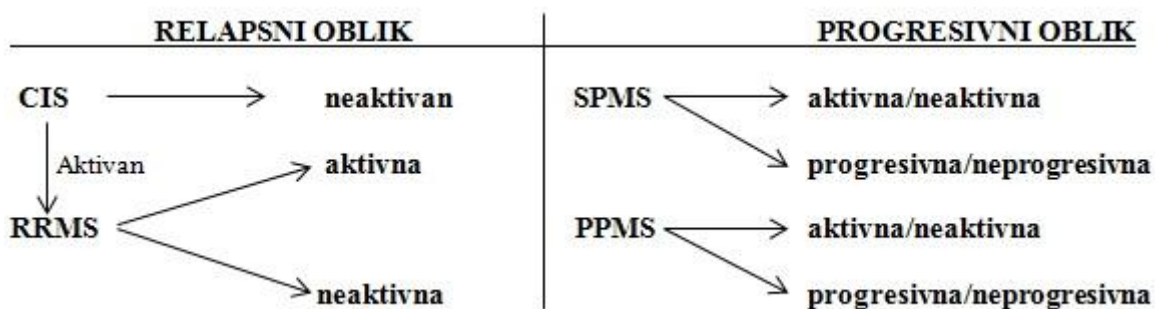 RELAPSNI OBLIK
CIS
neaktivan
Aktivan
aktivna
RRMS
neaktivna
PROGRESIVNI OBLIK
SPMS
aktivna/neaktivna
progresivna/neprogresivna
PPMS
aktivna/neaktivna
progresivna/neprogresivna